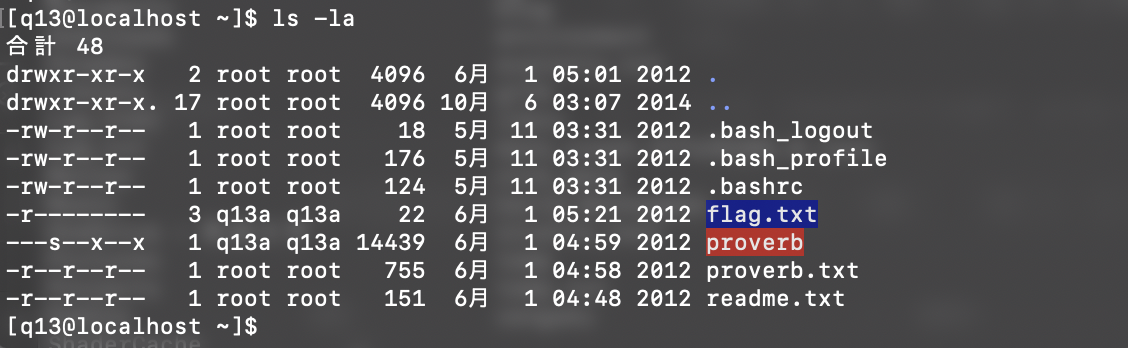 [q13@localhost ~]$ ls -la
合計 48
drwxr-xr-x   2 root root  4096  6月  1 05:01 2012 .
drwxr-xr-x. 17 root root  4096 10月  6 03:07 2014 ..
-rw-r--r--   1 root root    18  5月 11 03:31 2012 .bash_logout
-rw-r--r--   1 root root   176  5月 11 03:31 2012 .bash_profile
-rw-r--r--   1 root root   124  5月 11 03:31 2012 .bashrc
-r--------   3 q13a q13a    22  6月  1 05:21 2012 flag.txt
---s--x--x   1 q13a q13a 14439  6月  1 04:59 2012 proverb
-r--r--r--   1 root root   755  6月  1 04:58 2012 proverb.txt
-r--r--r--   1 root root   151  6月  1 04:48 2012 readme.txt
[q13@localhost ~]$